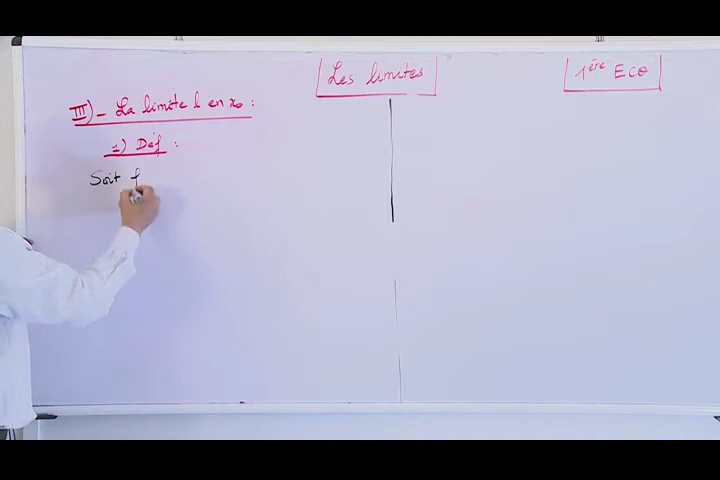 Les limites
1ère ECO
III) - La limite l en x₀ :
1) Déf :
Soit f